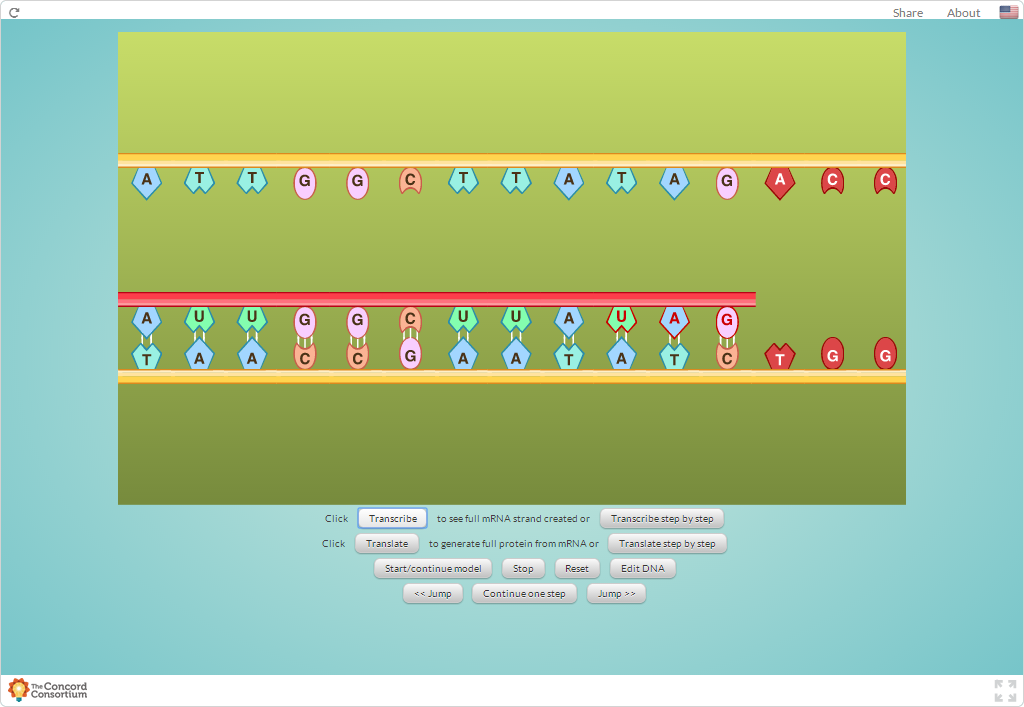 Share About
A T T G G C T T A T A G A C C
A U U G G C U U A U A G
T A A C C G A A T A T C T G G
Click Transcribe to see full mRNA strand created or Transcribe step by step
Click Translate to generate full protein from mRNA or Translate step by step
Start/continue model Stop Reset Edit DNA
<< Jump Continue one step Jump >>
The Concord
Consortium